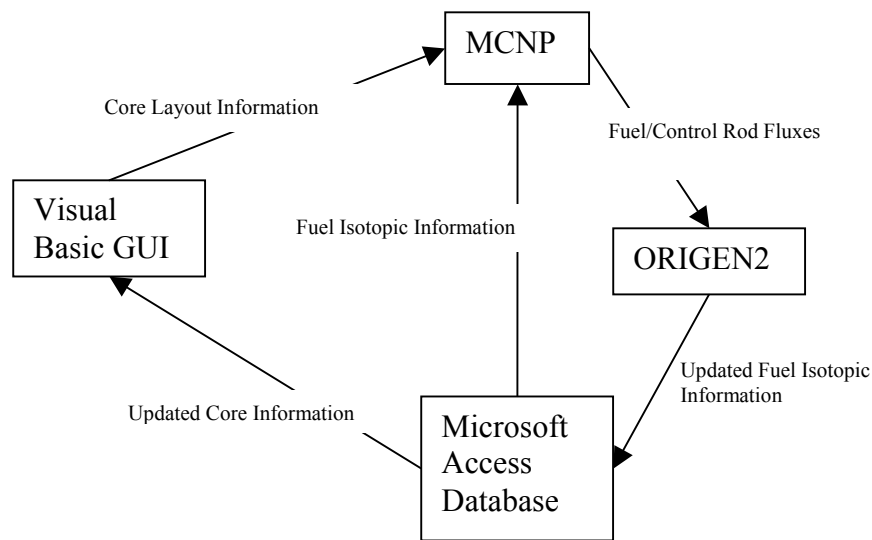 MCNP
Core Layout Information
Fuel/Control Rod Fluxes
Visual
Basic GUI
Fuel Isotopic Information
ORIGEN2
Updated Fuel Isotopic
Information
Updated Core Information
Microsoft
Access
Database